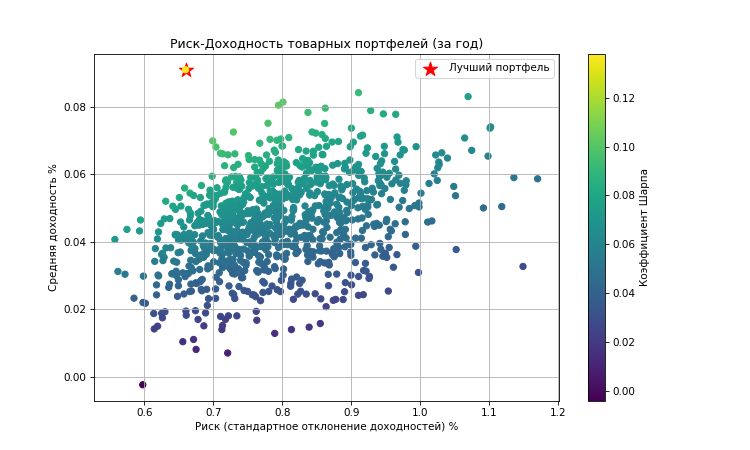 Риск-Доходность товарных портфелей (за год)
Лучший портфель
Средняя доходность %
0.08
0.06
0.04
0.02
0.00
0.6 0.7 0.8 0.9 1.0 1.1 1.2
Риск (стандартное отклонение доходностей) %
0.12
0.10
0.08
0.06
0.04
0.02
0.00
Коэффициент Шарпа